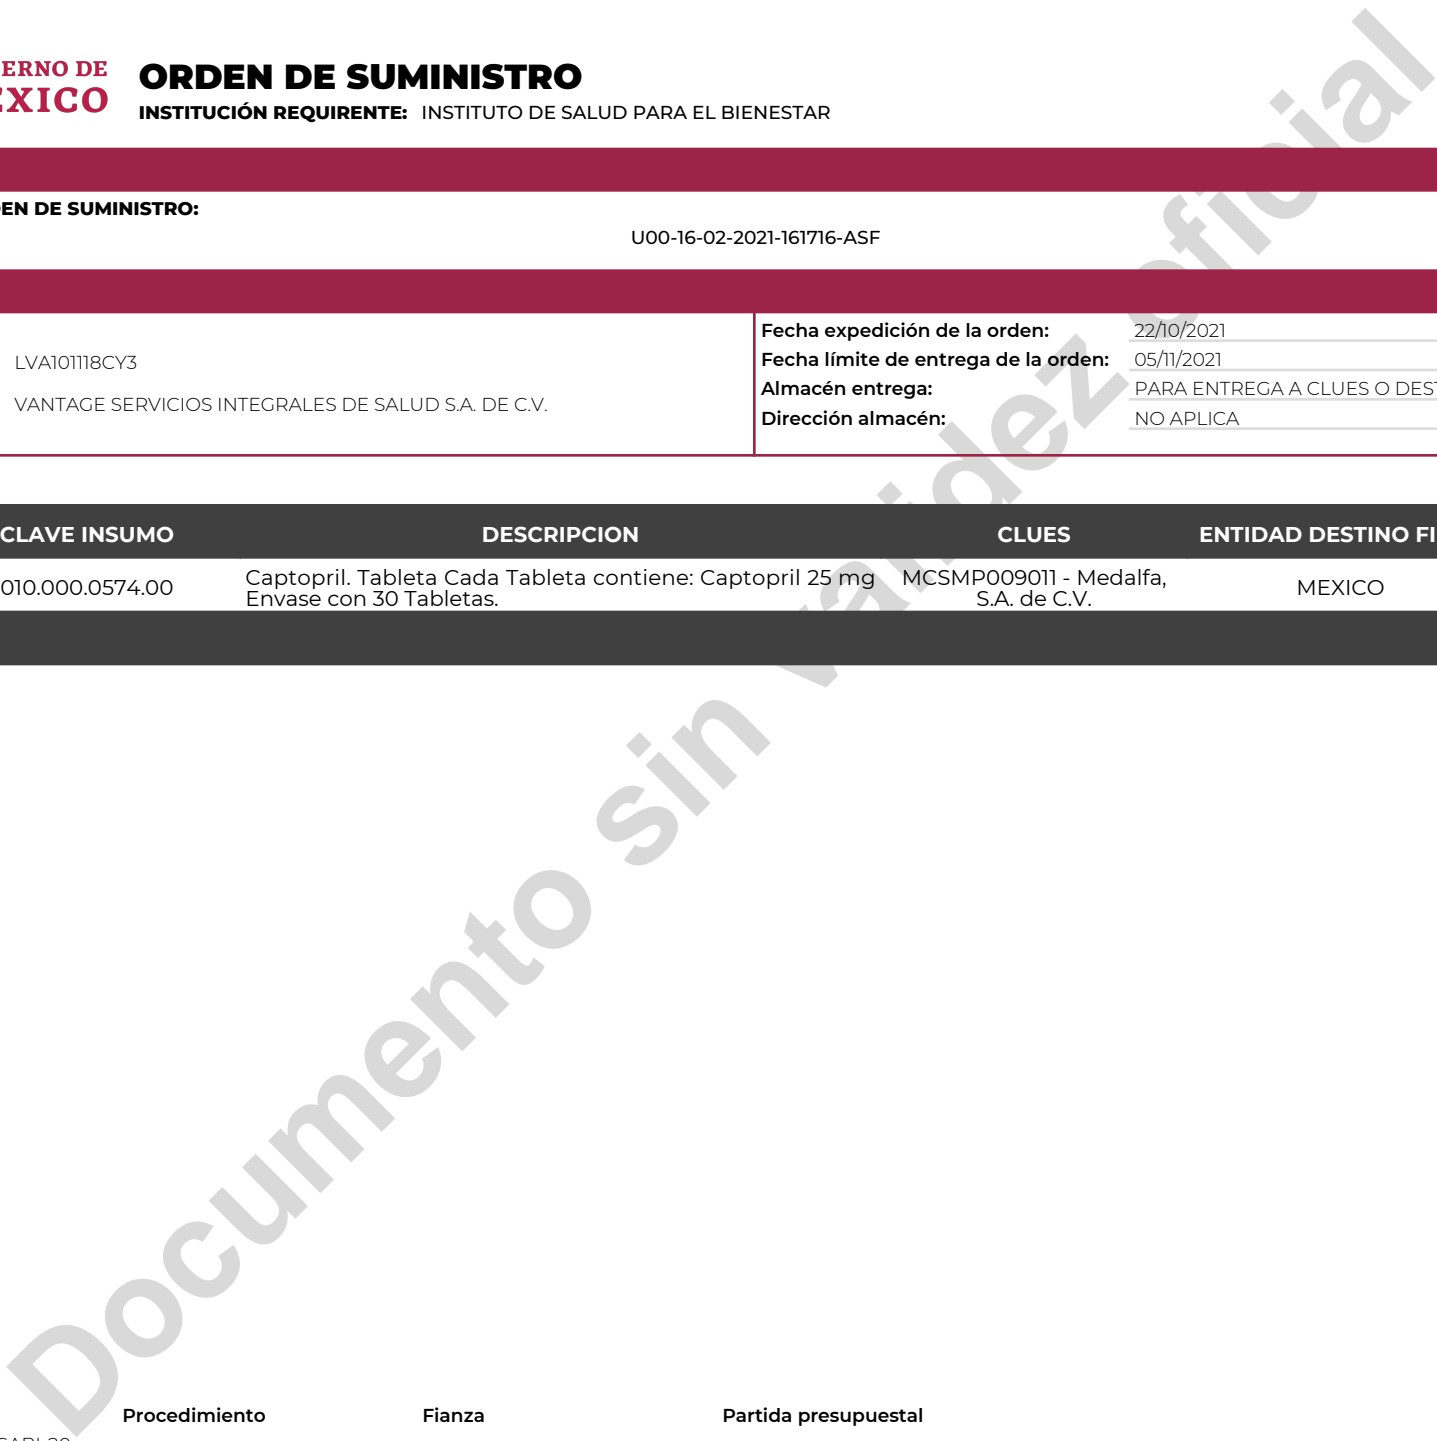 ERNO DE
EXICO
ORDEN DE SUMINISTRO
INSTITUCIÓN REQUIRENTE: INSTITUTO DE SALUD PARA EL BIENESTAR
EN DE SUMINISTRO:
U00-16-02-2021-161716-ASF
LVA101118CY3
VANTAGE SERVICIOS INTEGRALES DE SALUD S.A. DE C.V.
Fecha expedición de la orden: 22/10/2021
Fecha límite de entrega de la orden: 05/11/2021
Almacén entrega: PARA ENTREGA A CLUES O DEST
Dirección almacén: NO APLICA
CLAVE INSUMO DESCRIPCION CLUES ENTIDAD DESTINO FI
010.000.0574.00 Captopril. Tableta Cada Tableta contiene: Captopril 25 mg MCSMP009011 - Medalfa, MEXICO
Envase con 30 Tabletas. S.A. de C.V.
Documento sin validez oficial
Procedimiento Fianza Partida presupuestal